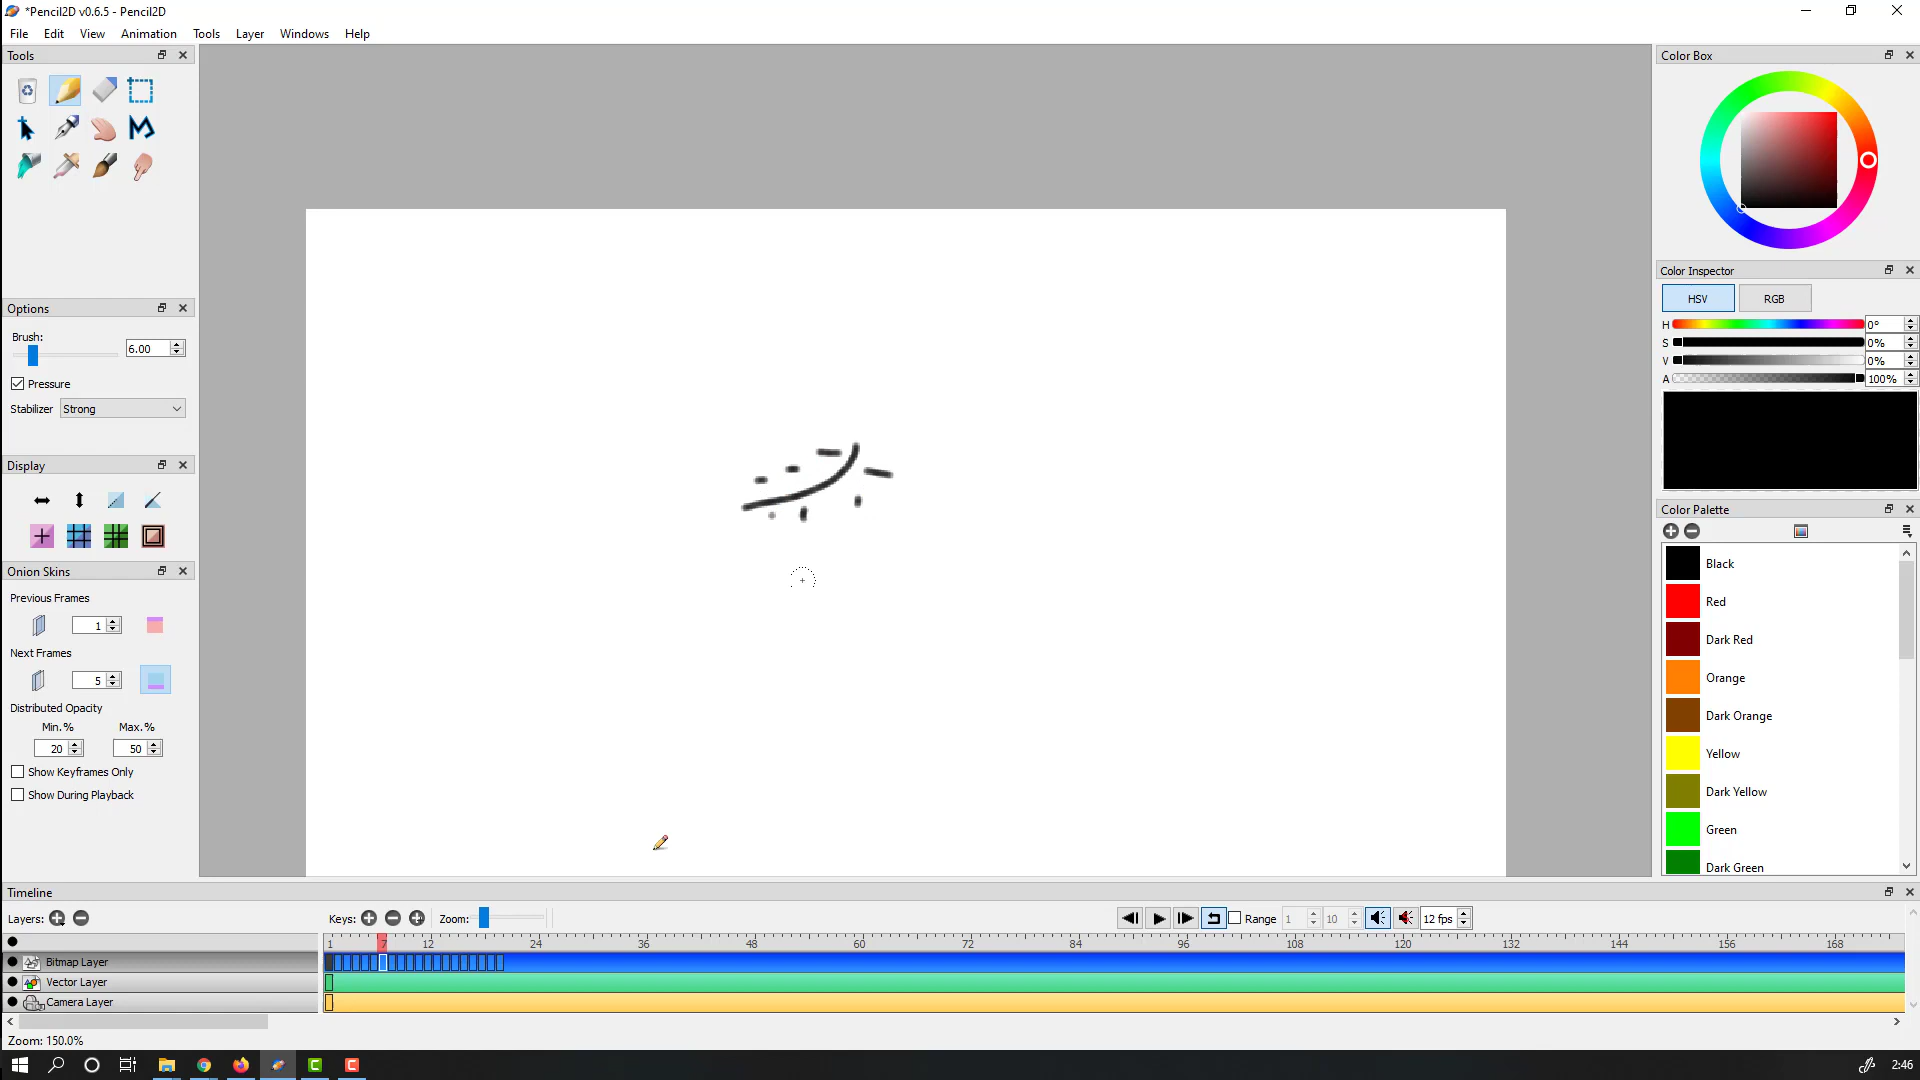 *Pencil2D v0.6.5 - Pencil2D
File Edit View Animation Tools Layer Windows Help
Tools
Options
Brush:
6.00
Pressure
Stabilizer Strong
Display
Onion Skins
Previous Frames
1
Next Frames
5
Distributed Opacity
Min.% Max.%
20 50
Show Keyframes Only
Show During Playback
Color Box
Color Inspector
HSV RGB
H 0°
S 0%
V 0%
A 100%
Color Palette
Black
Red
Dark Red
Orange
Dark Orange
Yellow
Dark Yellow
Green
Dark Green
Timeline
Layers: Keys: Zoom: Range 1 10 12 fps
1 7 12 24 36 48 60 72 84 96 108 120 132 144 156 168
Bitmap Layer
Vector Layer
Camera Layer
Zoom: 150.0%
2:46